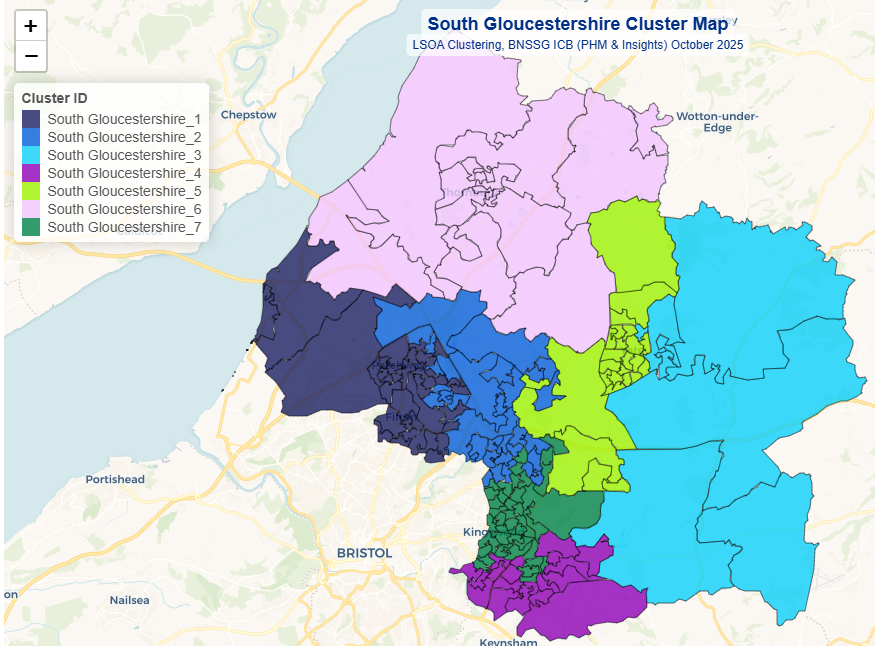 +
−
South Gloucestershire Cluster Map
LSOA Clustering, BNSSG ICB (PHM & Insights) October 2025
Cluster ID
South Gloucestershire_1
South Gloucestershire_2
South Gloucestershire_3
South Gloucestershire_4
South Gloucestershire_5
South Gloucestershire_6
South Gloucestershire_7
Chepstow
Wotton-under-
Edge
Portishead
BRISTOL
Nailsea
Keynsham